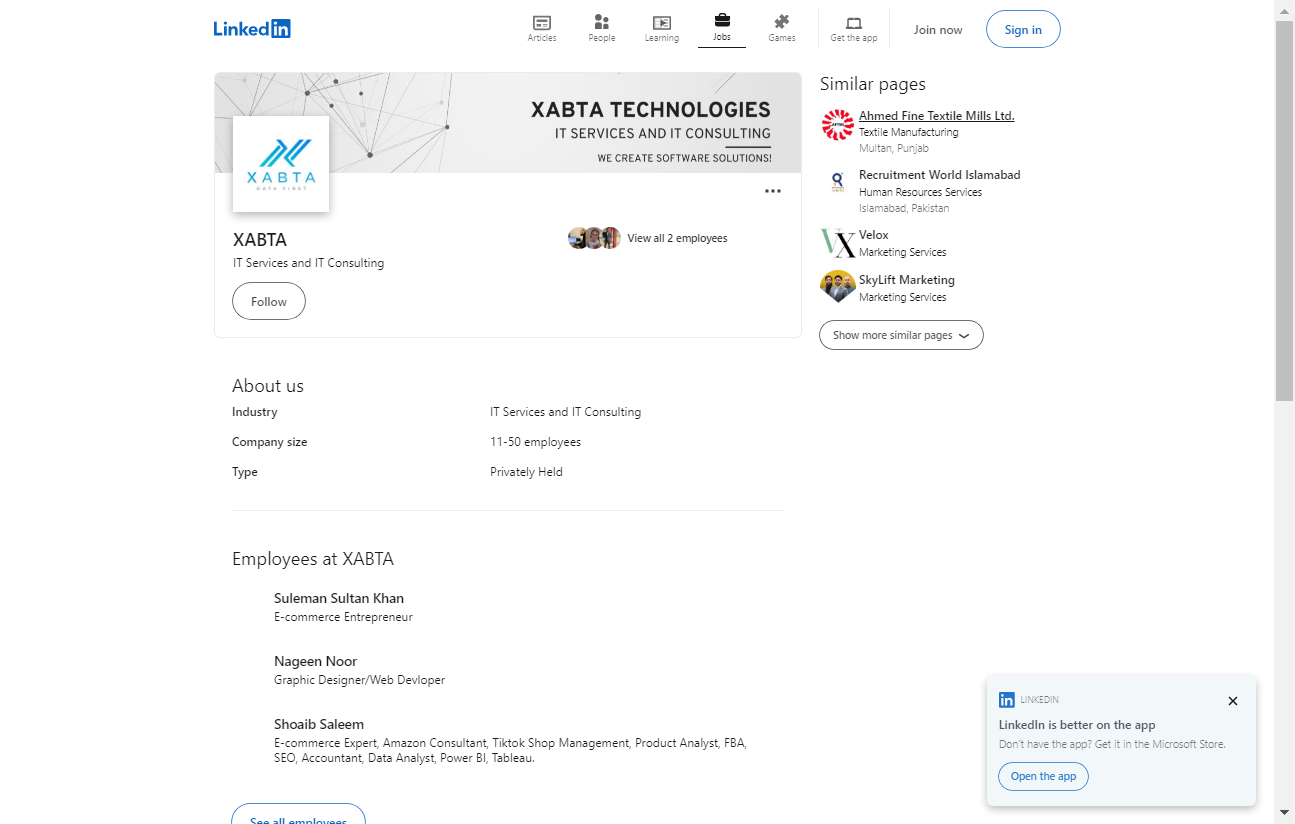 LinkedIn
Articles
People
Learning
Jobs
Games
Get the app
Join now
Sign in
XABTA TECHNOLOGIES
IT SERVICES AND IT CONSULTING
WE CREATE SOFTWARE SOLUTIONS!
XABTA
DATA FIRST
XABTA
IT Services and IT Consulting
View all 2 employees
Follow
Similar pages
Ahmed Fine Textile Mills Ltd.
Textile Manufacturing
Multan, Punjab
Recruitment World Islamabad
Human Resources Services
Islamabad, Pakistan
VX
Velox
Marketing Services
SkyLift Marketing
Marketing Services
Show more similar pages
About us
Industry
IT Services and IT Consulting
Company size
11-50 employees
Type
Privately Held
Employees at XABTA
Suleman Sultan Khan
E-commerce Entrepreneur
Nageen Noor
Graphic Designer/Web Devloper
Shoaib Saleem
E-commerce Expert, Amazon Consultant, Tiktok Shop Management, Product Analyst, FBA,
SEO, Accountant, Data Analyst, Power BI, Tableau.
See all employees
in LINKEDIN
LinkedIn is better on the app
Don't have the app? Get it in the Microsoft Store.
Open the app